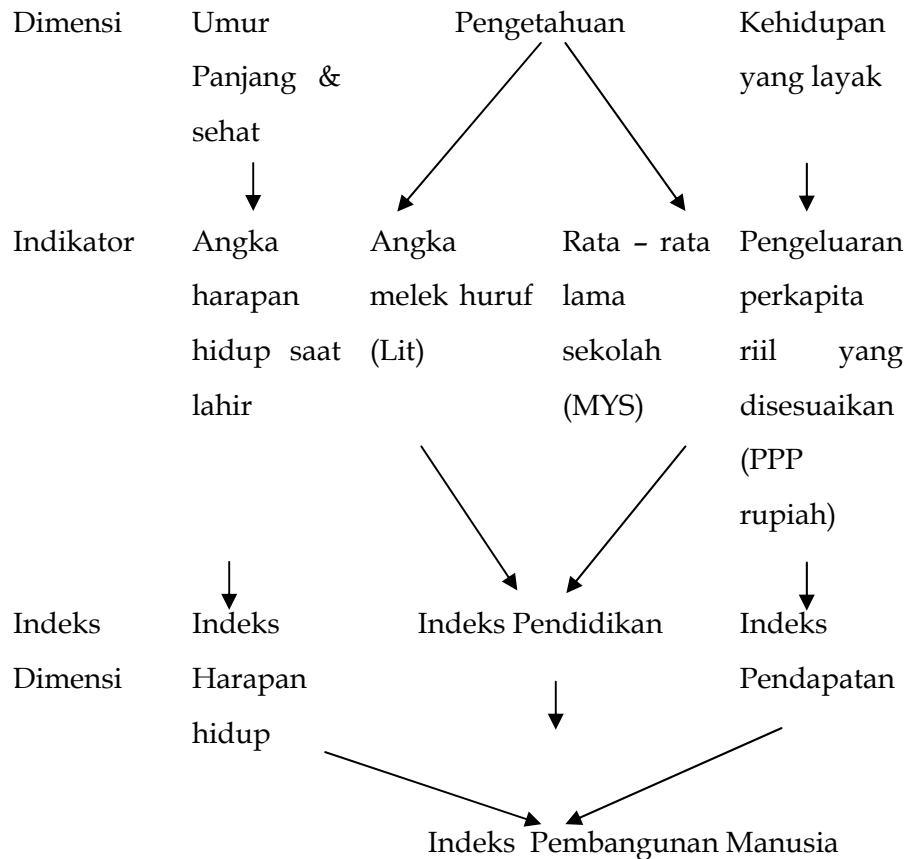 Dimensi Umur Pengetahuan Kehidupan
Panjang & yang layak
sehat
Indikator Angka Angka Rata – rata Pengeluaran
harapan melek huruf lama perkapita
hidup saat (Lit) sekolah riil yang
lahir (MYS) disesuaikan
(PPP
rupiah)
Indeks Indeks Indeks Pendidikan Indeks
Dimensi Harapan Pendapatan
hidup
Indeks Pembangunan Manusia